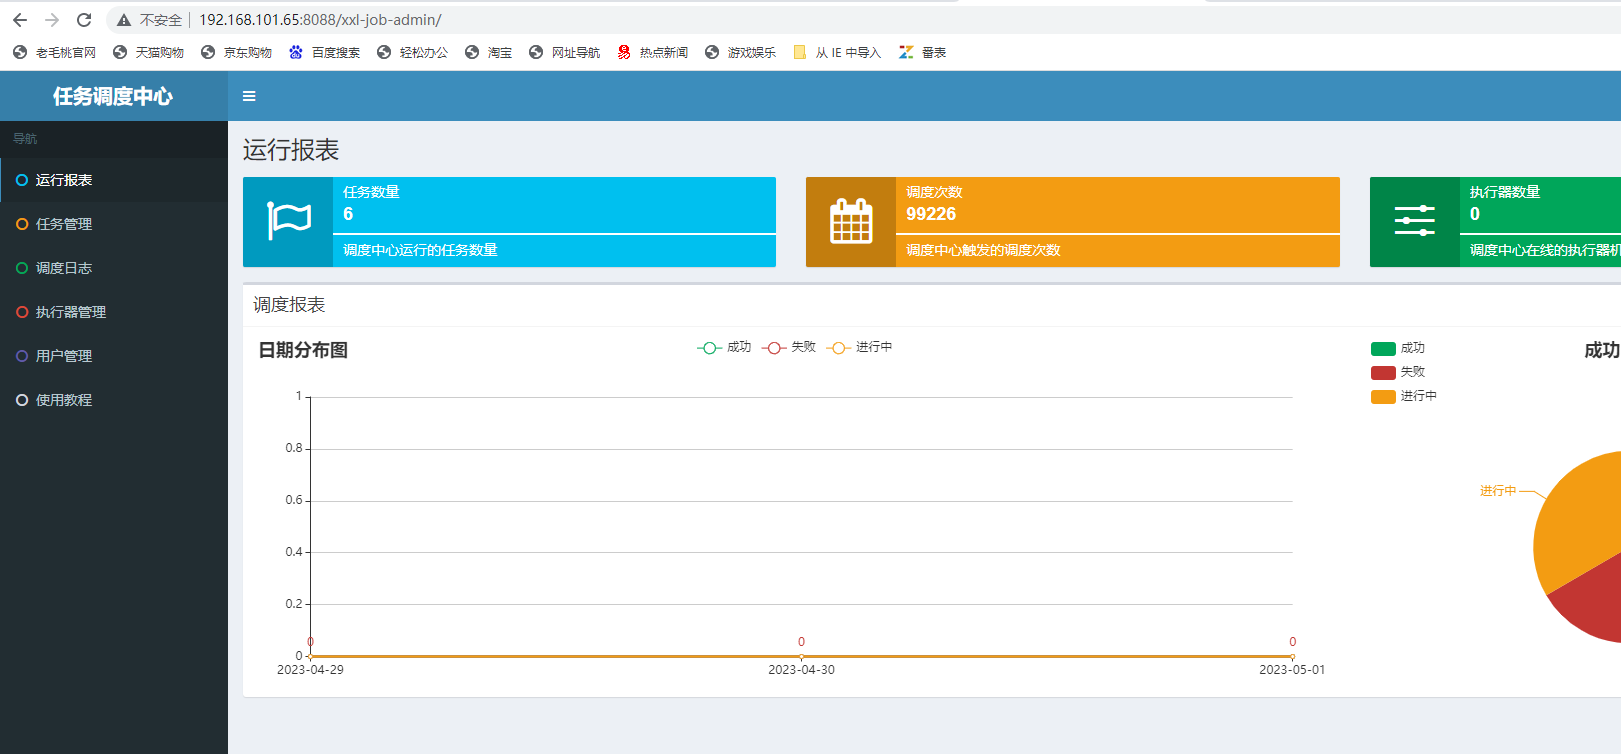 不安全 192.168.101.65:8088/xxl-job-admin/
老毛桃官网 天猫购物 京东购物 百度搜索 轻松办公 淘宝 网址导航 热点新闻 游戏娱乐 从 IE 中导入 番表
任务调度中心
导航
运行报表
任务管理
调度日志
执行器管理
用户管理
使用教程
运行报表
任务数量
6
调度中心运行的任务数量
调度次数
99226
调度中心触发的调度次数
执行器数量
0
调度中心在线的执行器机
调度报表
日期分布图
成功 失败 进行中
1
0.8
0.6
0.4
0.2
0
0 0 0
2023-04-29 2023-04-30 2023-05-01
成功
失败
进行中
成功
进行中